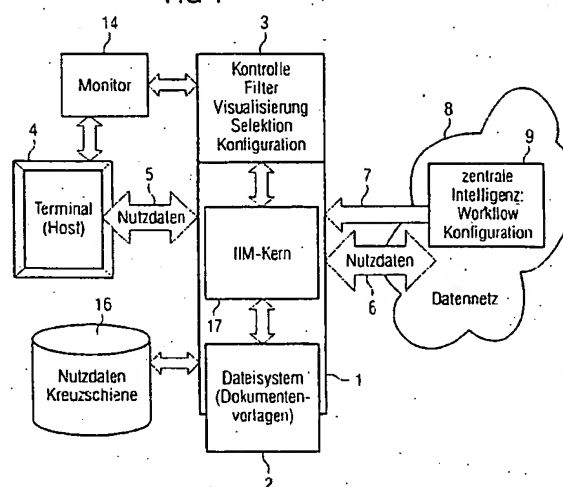 14
3
Monitor
Kontrolle
Filter
Visualisierung
Selektion
Konfiguration
8
9
4
5
7
zentrale
Intelligenz:
Workflow
Konfiguration
Terminal
(Host)
Nutzdaten
IIM-Kern
Nutzdaten
Datennetz
16
17
6
Nutzdaten
Kreuzschiene
Dateisystem
(Dokumenten-
vorlagen)
1
2